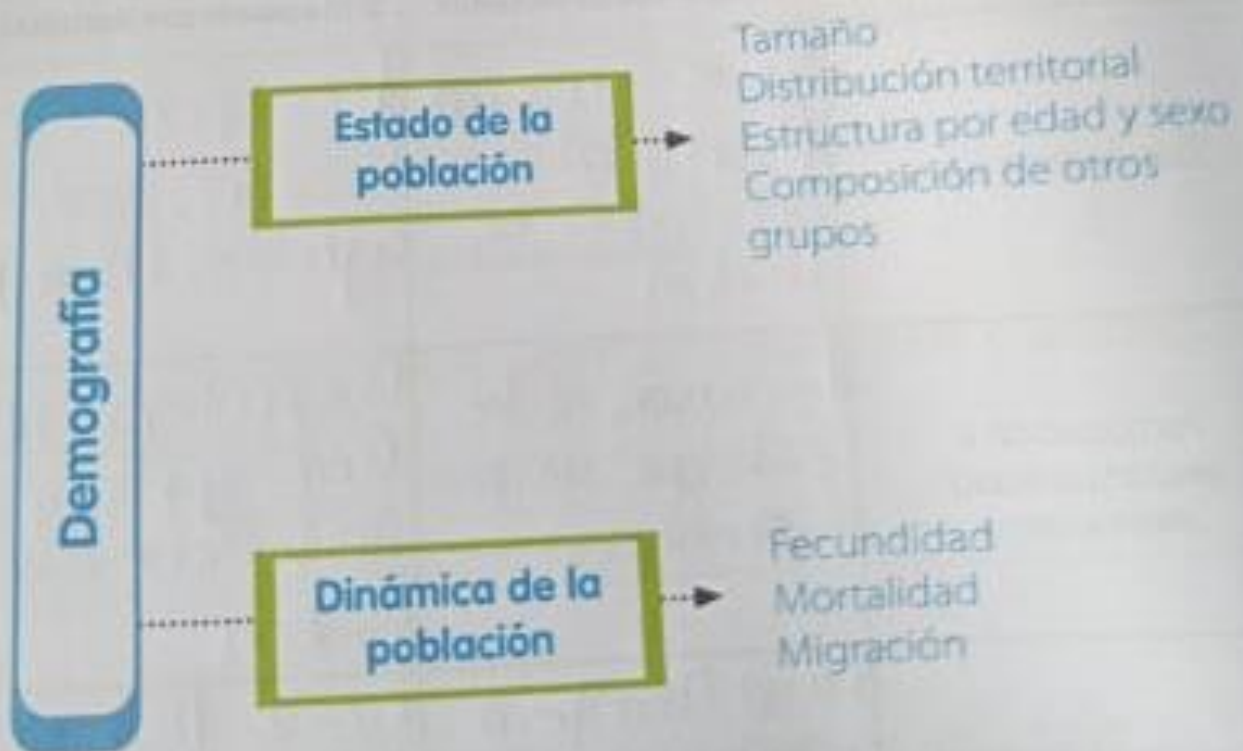 Demografía
Estado de la
población
Tamaño
Distribución territorial
Estructura por edad y sexo
Composición de otros
grupos
Dinámica de la
población
Fecundidad
Mortalidad
Migración